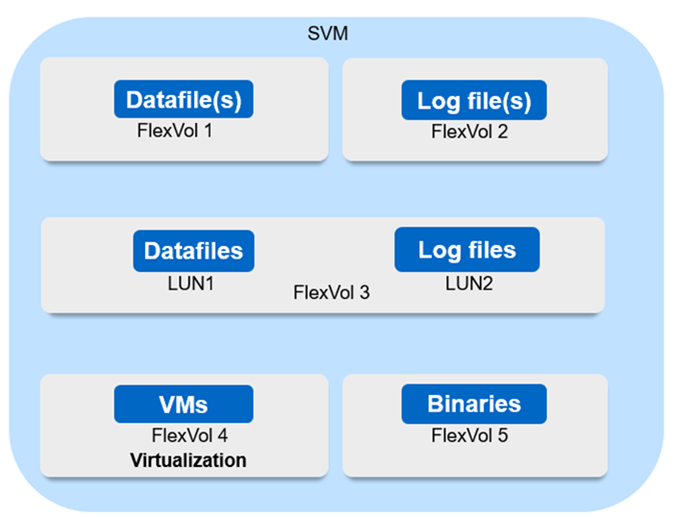 SVM
Datafile(s)
FlexVol 1
Log file(s)
FlexVol 2
Datafiles
LUN1
Log files
LUN2
FlexVol 3
VMs
FlexVol 4
Virtualization
Binaries
FlexVol 5